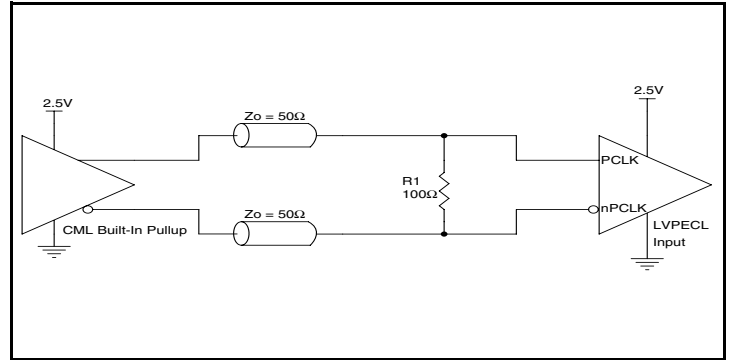 2.5V
2.5V
Zo = 50Ω
PCLK
R1
100Ω
Zo = 50Ω
nPCLK
CML Built-In Pullup
LVPECL
Input